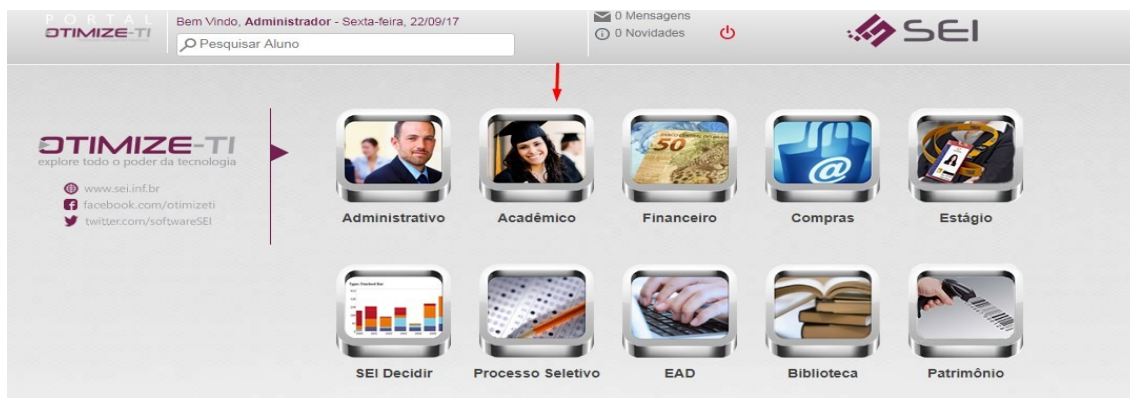 PORTAL
OTIMIZE-TI
Bem Vindo, Administrador - Sexta-feira, 22/09/17
Pesquisar Aluno
0 Mensagens
0 Novidades
SEI
OTIMIZE-TI
explore todo o poder da tecnologia
www.sei.inf.br
facebook.com/otimizeti
twitter.com/softwareSEI
Administrativo
Acadêmico
Financeiro
Compras
Estágio
50
@
SEI Decidir
Processo Seletivo
EAD
Biblioteca
Patrimônio